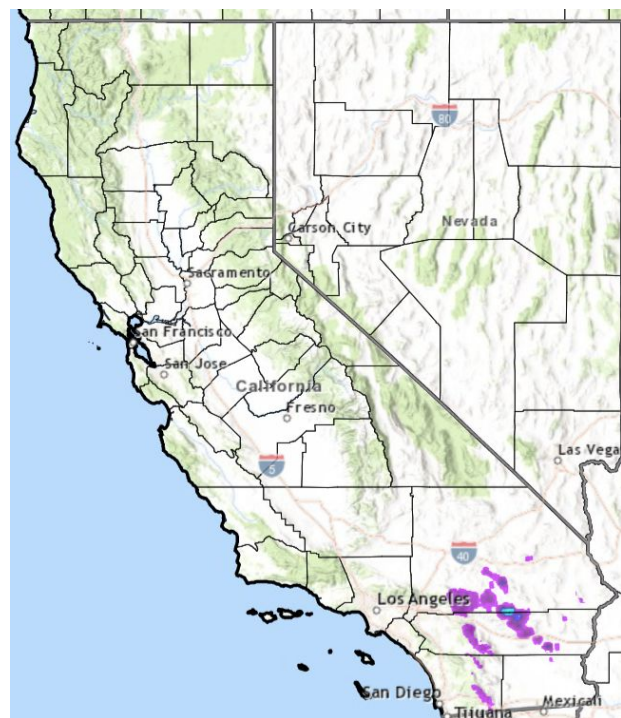 80
Carson City
Nevada
Sacramento
San Francisco
San Jose
California
Fresno
5
Las Vega
40
Los Angeles
San Diego
Tijuana
Mexicali